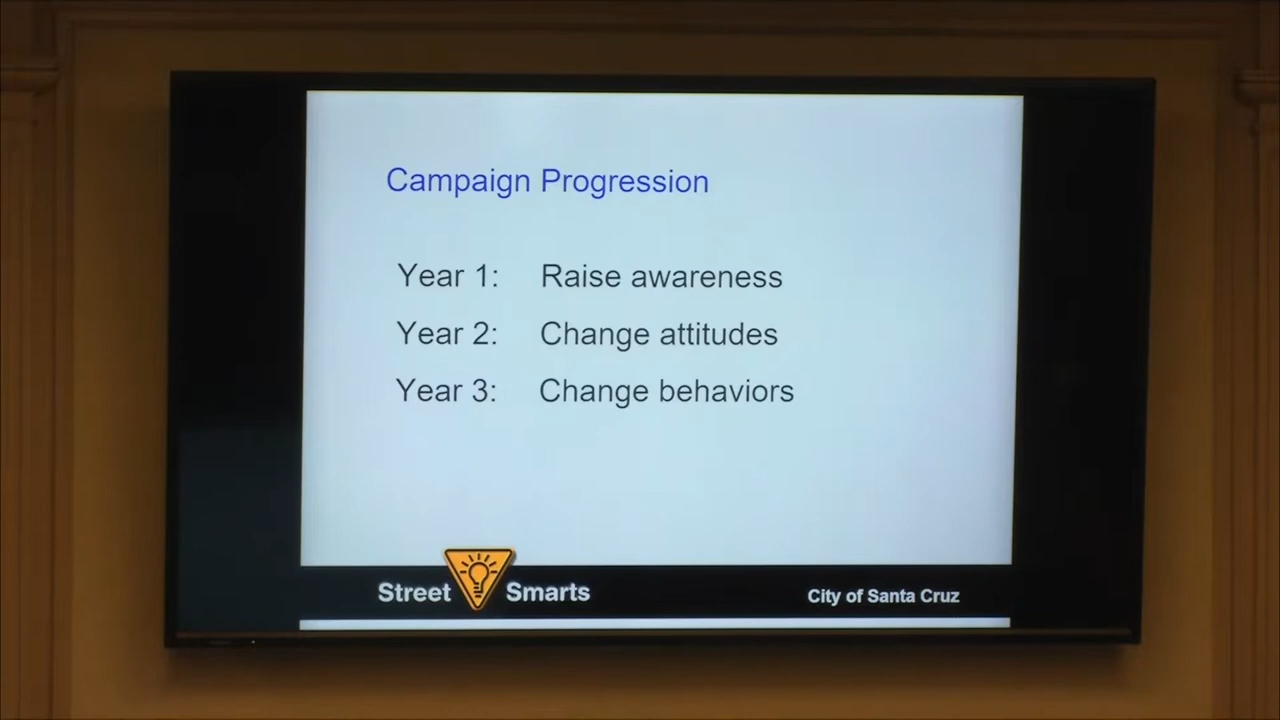 Campaign Progression
Year 1: Raise awareness
Year 2: Change attitudes
Year 3: Change behaviors
Street Smarts
City of Santa Cruz